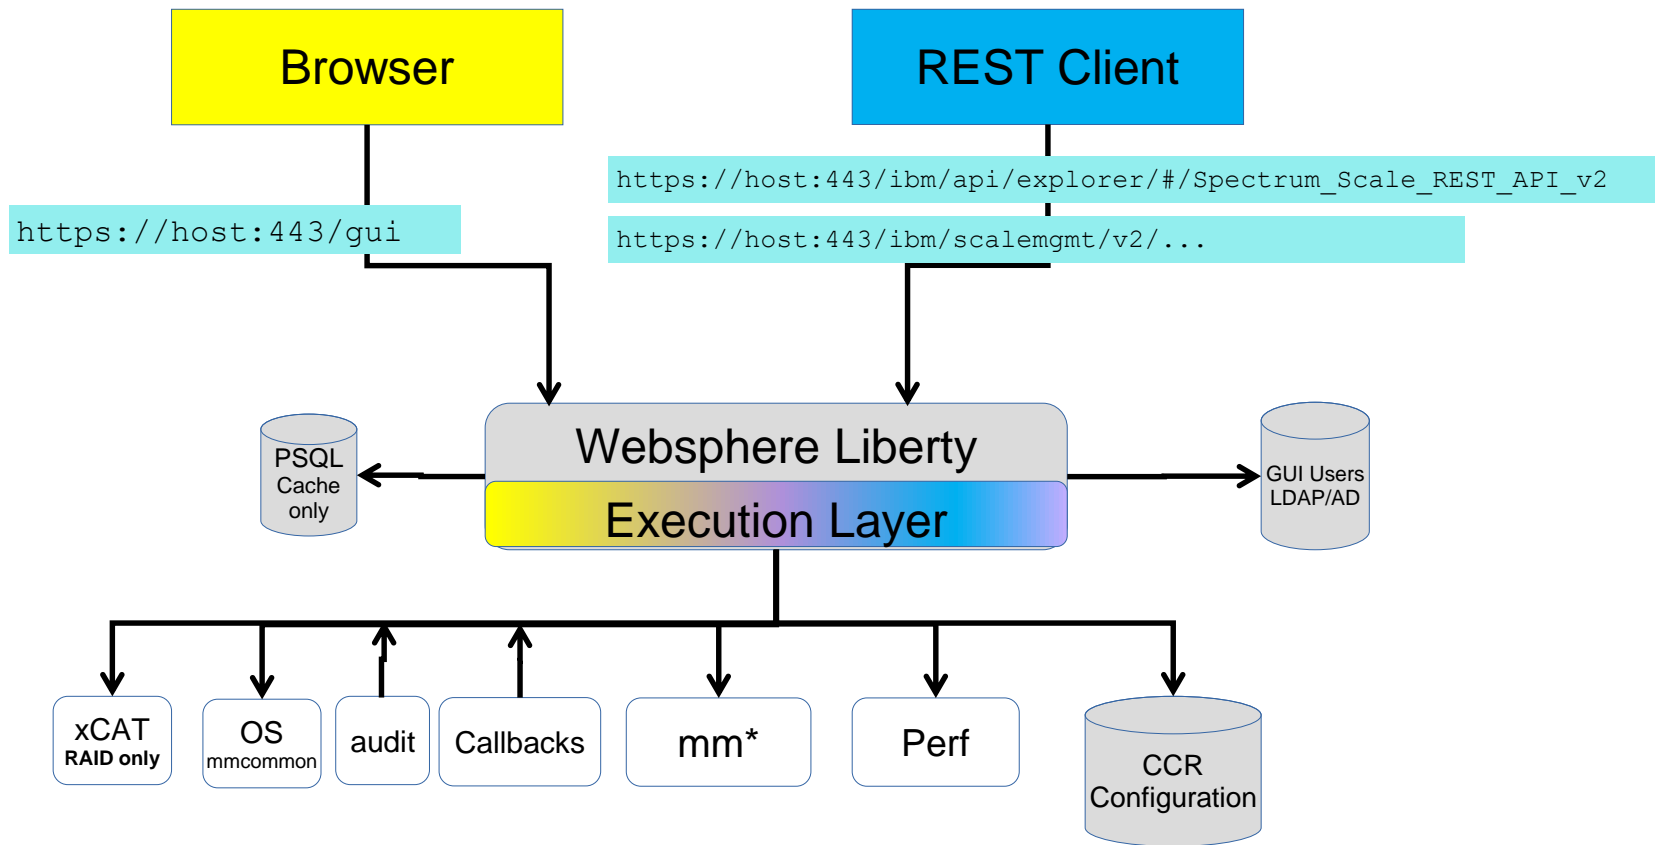 Browser
REST Client
https://host:443/ibm/api/explorer/#/Spectrum_Scale_REST_API_v2
https://host:443/gui
https://host:443/ibm/scalemgmt/v2/...
Websphere Liberty
Execution Layer
PSQL
Cache
only
GUI Users
LDAP/AD
xCAT
RAID only
OS
mmcommon
audit
Callbacks
mm*
Perf
CCR
Configuration